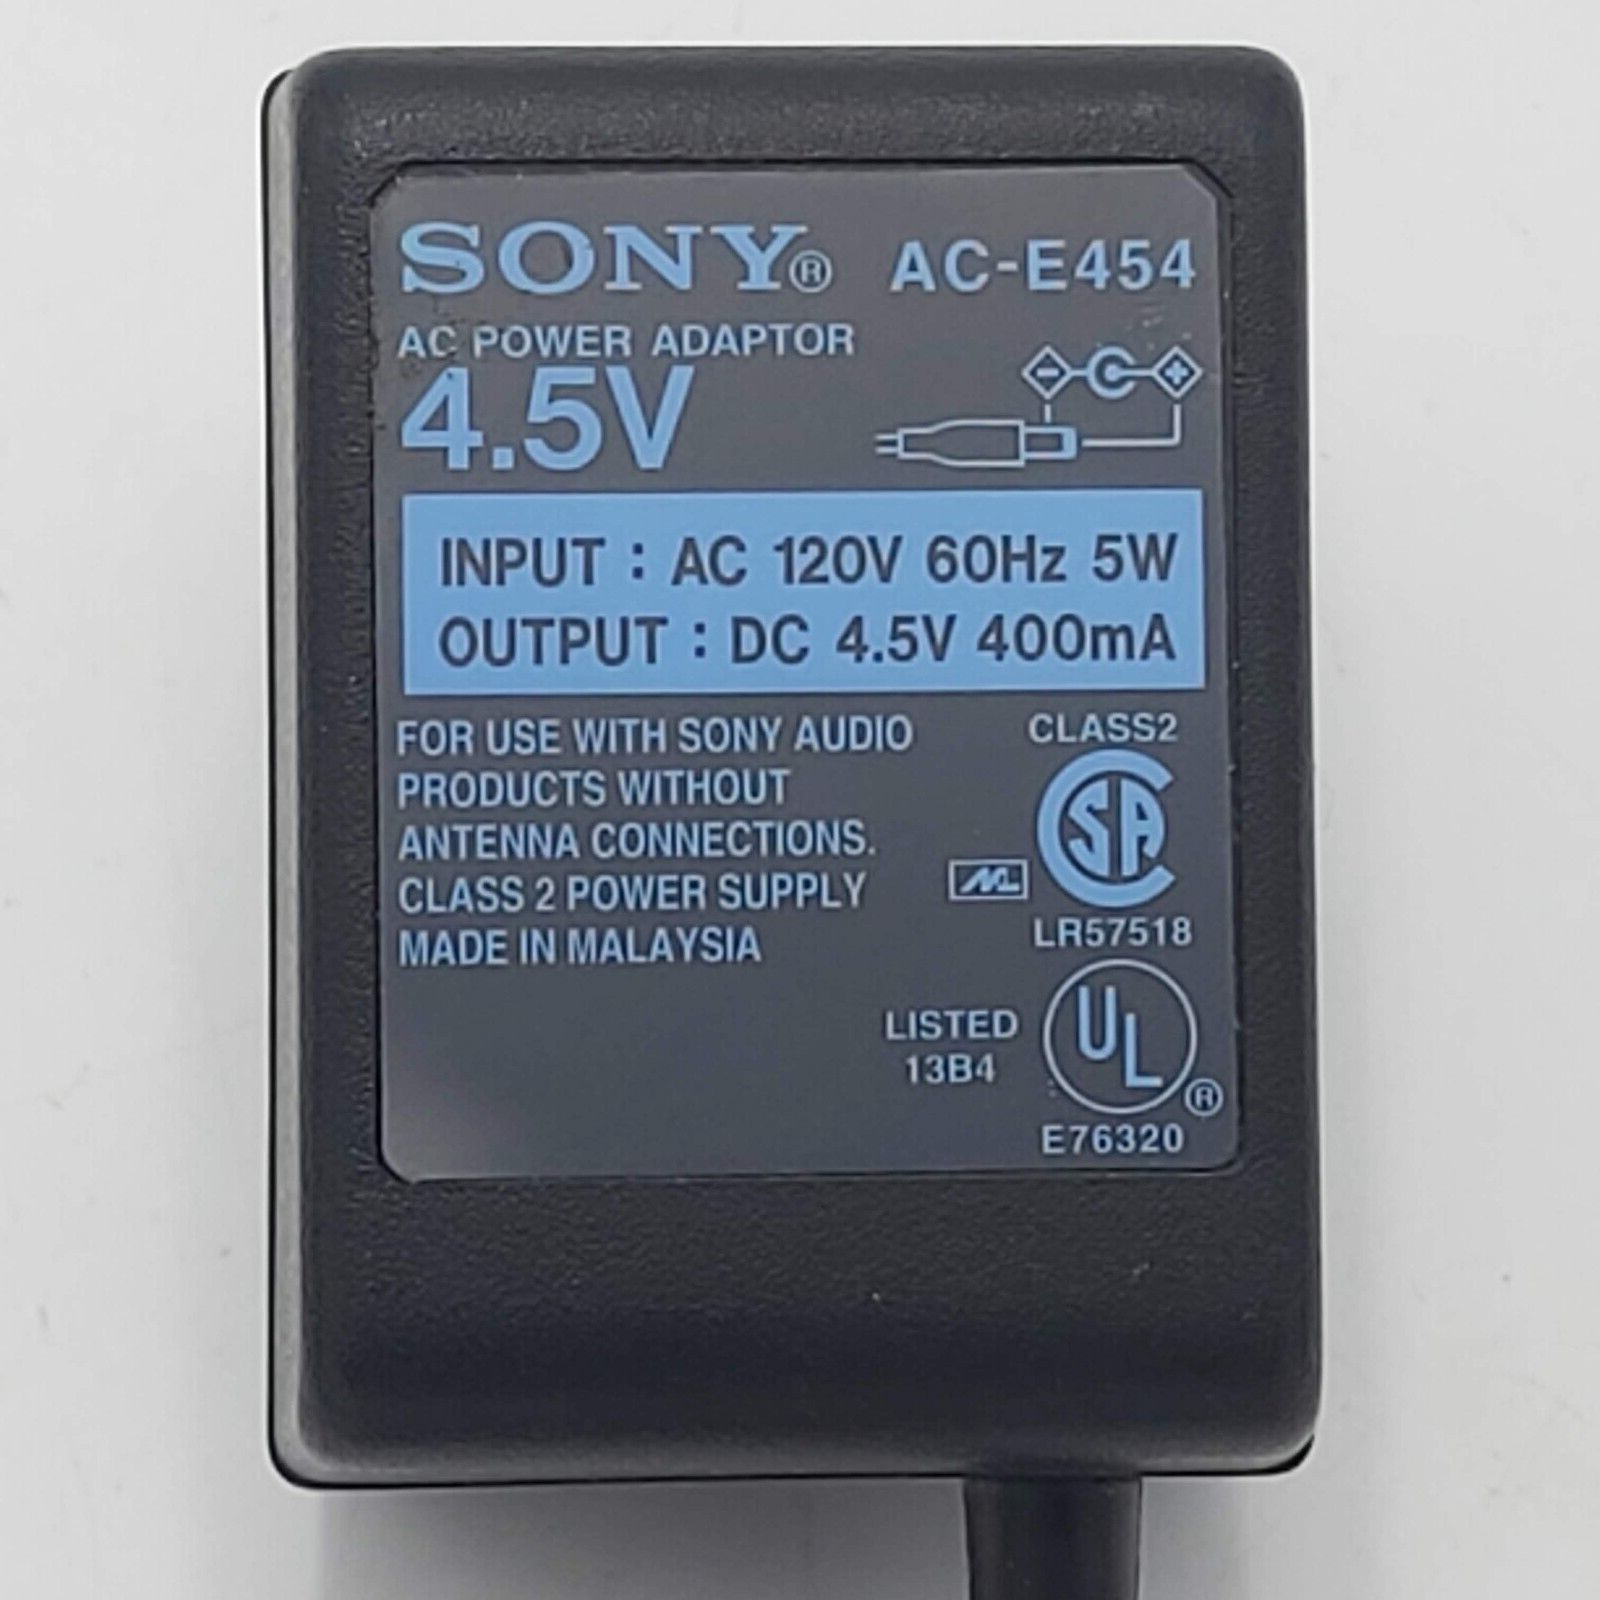 SONY® AC-E454
AC POWER ADAPTOR
4.5V
INPUT : AC 120V 60Hz 5W
OUTPUT : DC 4.5V 400mA
FOR USE WITH SONY AUDIO
PRODUCTS WITHOUT
ANTENNA CONNECTIONS.
CLASS 2 POWER SUPPLY
MADE IN MALAYSIA
CLASS2
CSA
LR57518
LISTED
13B4
UL®
E76320